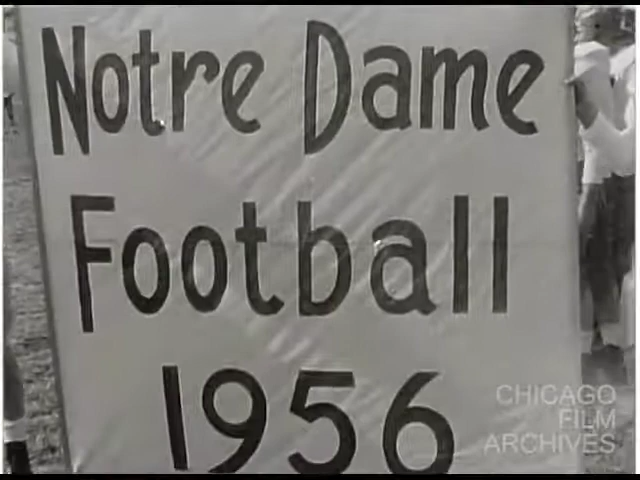 Notre Dame
Football
1956
CHICAGO
FILM
ARCHIVES